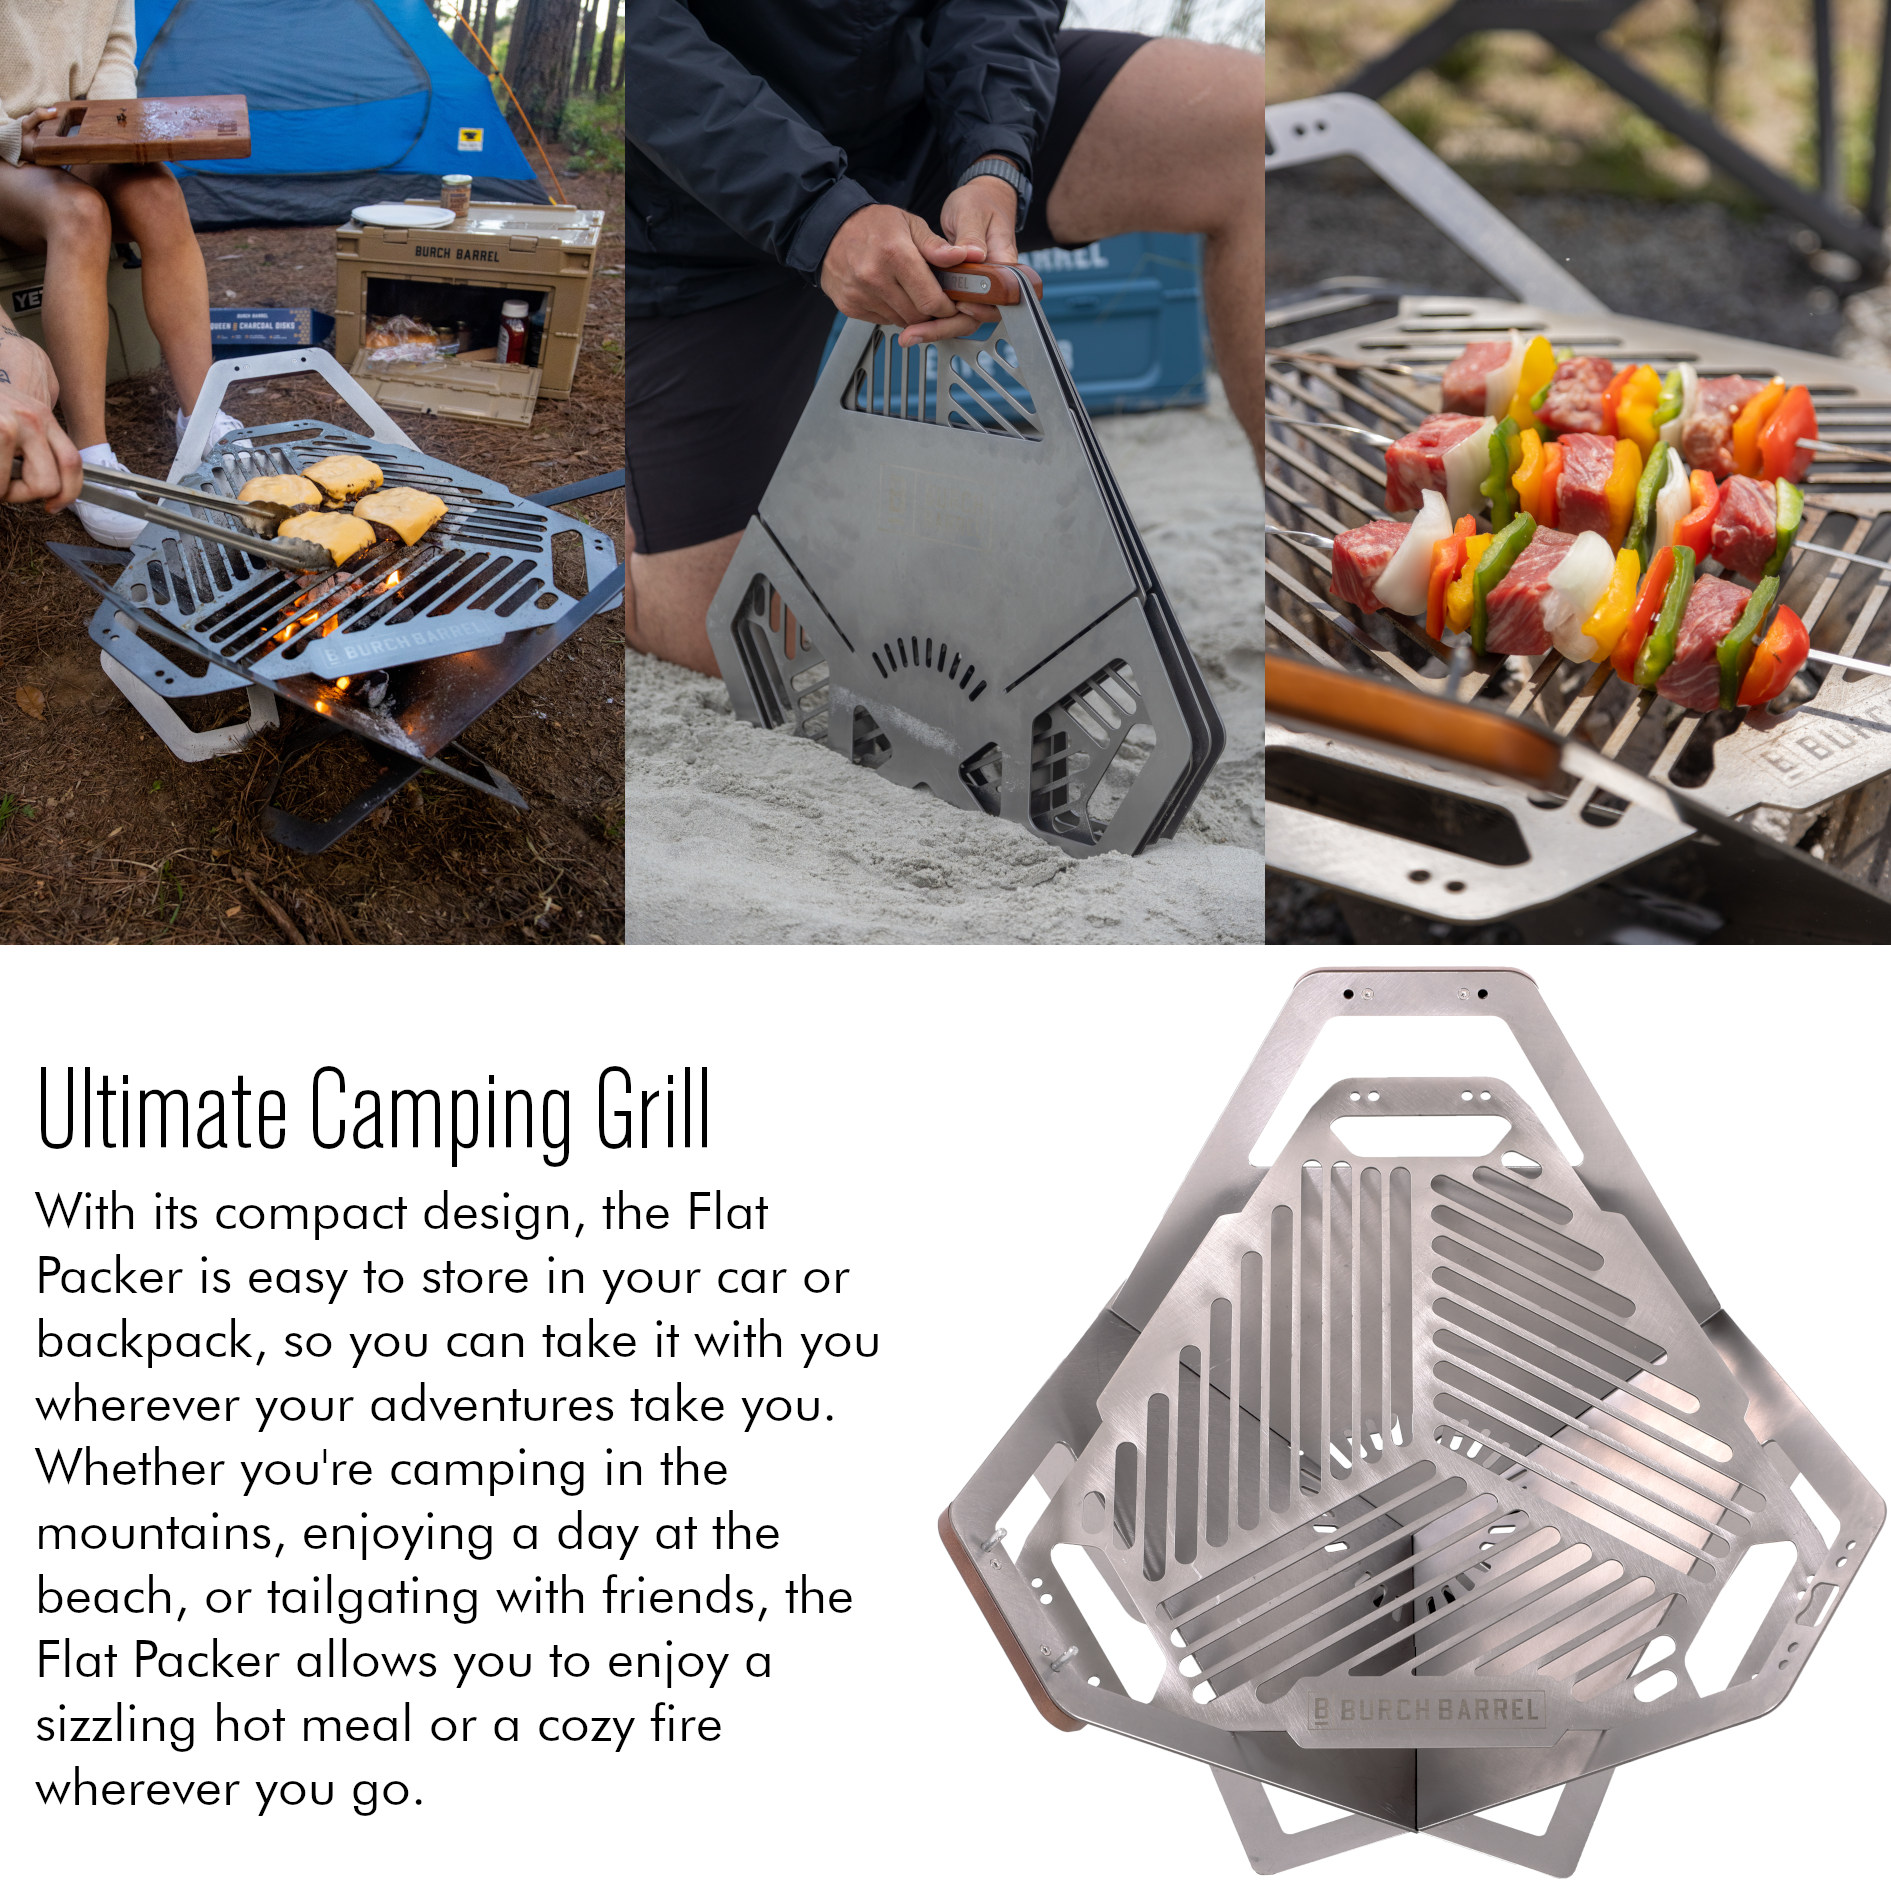 BURCH BARREL
YE
BURCH BARREL
QUEEN B CHARCOAL DISKS
B BURCH BARREL
ARREL
REL
B BUR
Ultimate Camping Grill
With its compact design, the Flat
Packer is easy to store in your car or
backpack, so you can take it with you
wherever your adventures take you.
Whether you're camping in the
mountains, enjoying a day at the
beach, or tailgating with friends, the
Flat Packer allows you to enjoy a
sizzling hot meal or a cozy fire
wherever you go.
B BURCH BARREL